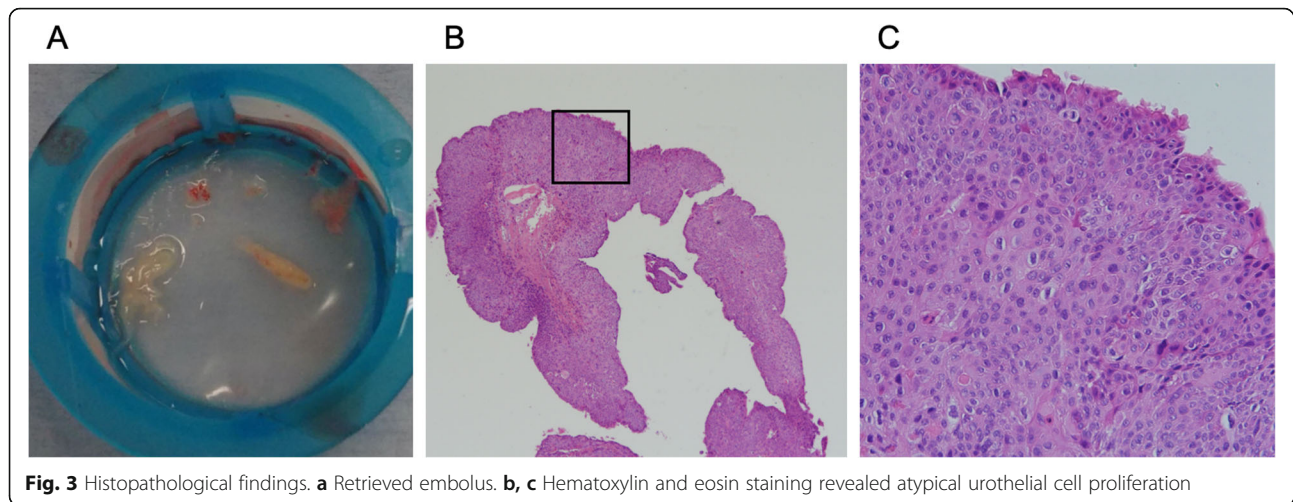 A
B
C
Fig. 3 Histopathological findings. a Retrieved embolus. b, c Hematoxylin and eosin staining revealed atypical urothelial cell proliferation